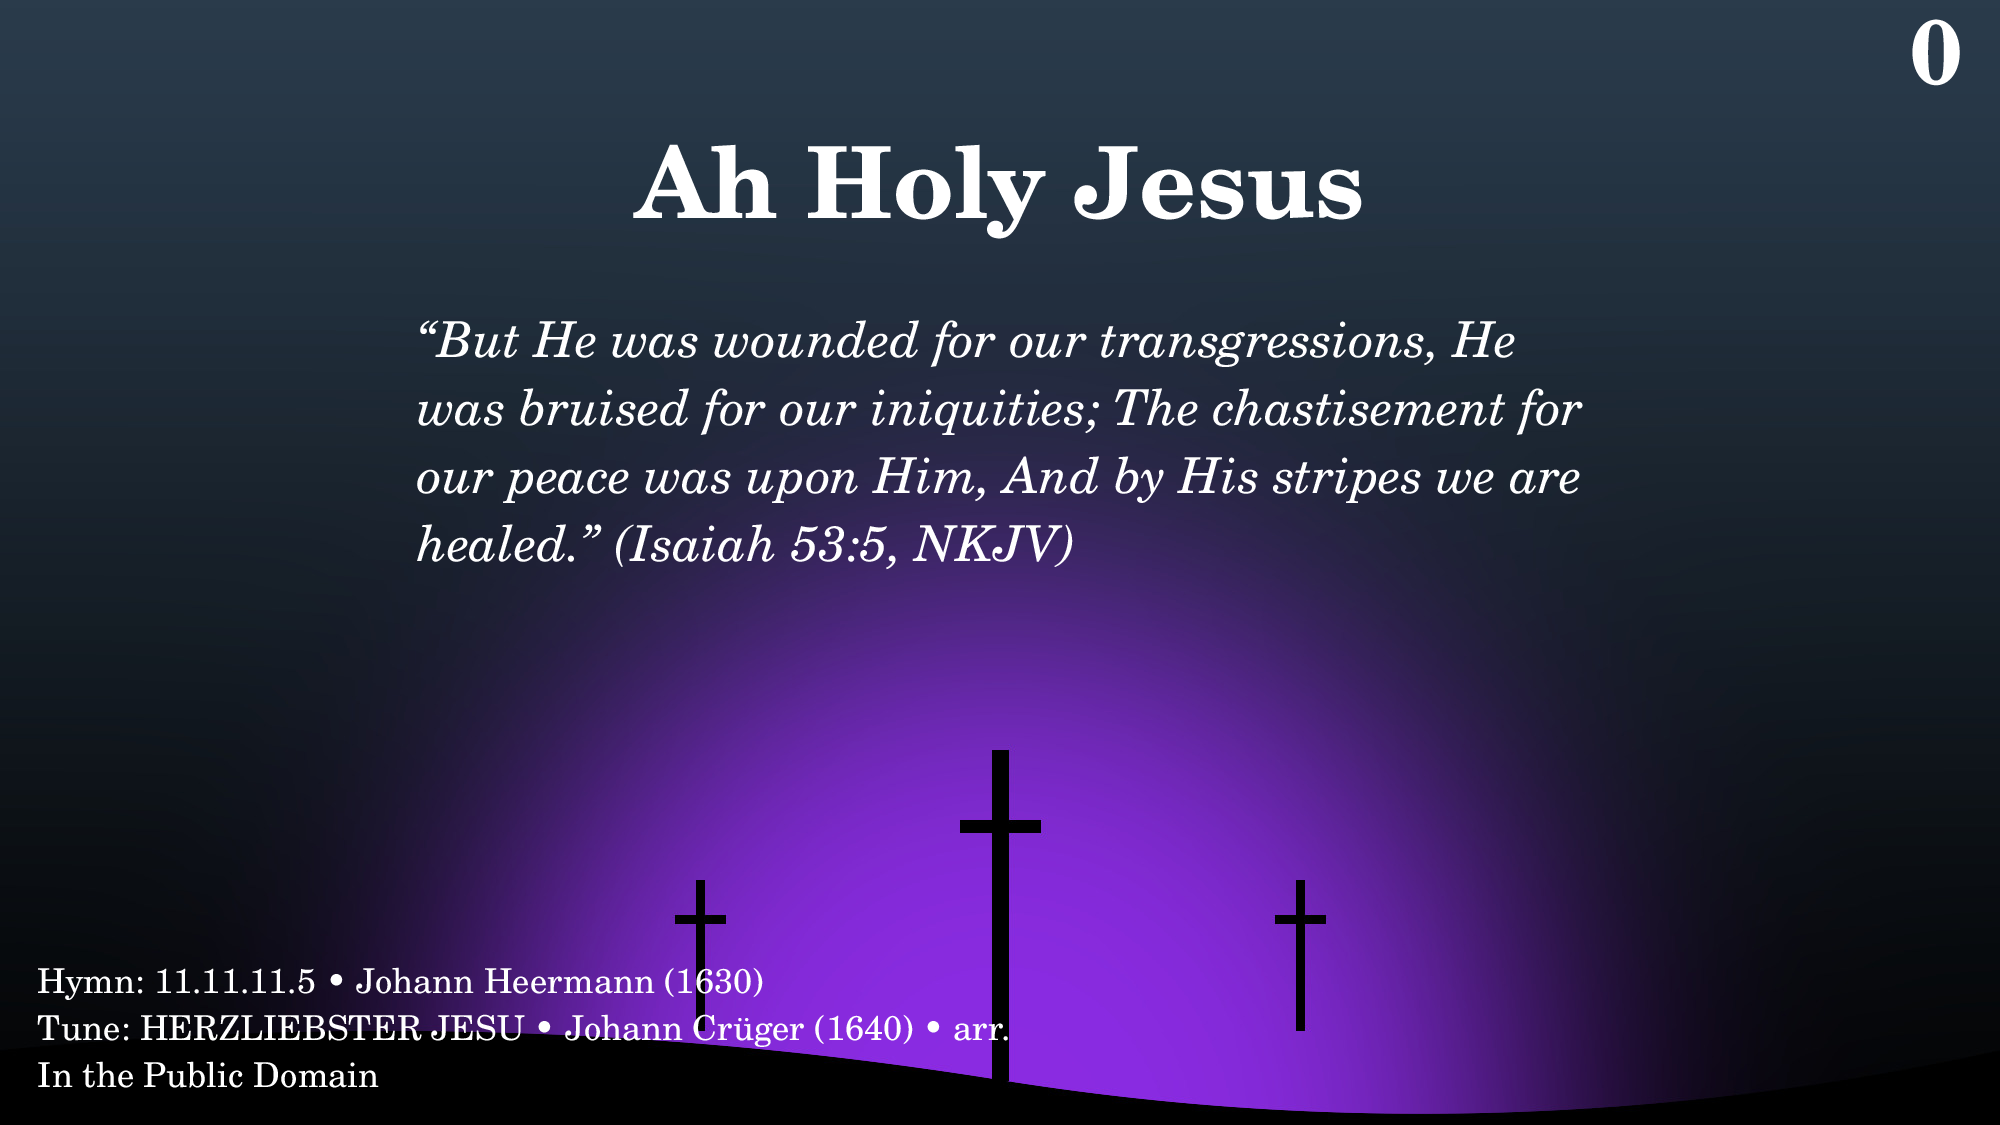 0
Ah Holy Jesus
“But He was wounded for our transgressions, He
was bruised for our iniquities; The chastisement for
our peace was upon Him, And by His stripes we are
healed.” (Isaiah 53:5, NKJV)
Hymn: 11.11.11.5 • Johann Heermann (1630)
Tune: HERZLIEBSTER JESU • Johann Crüger (1640) • arr.
In the Public Domain